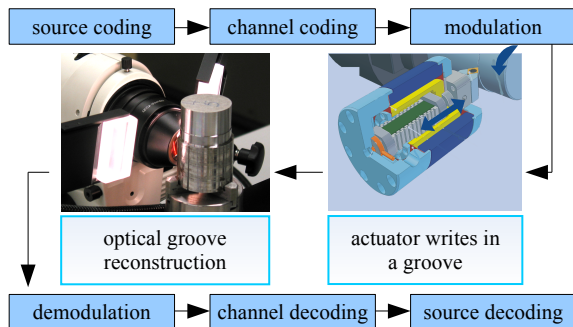 source coding
channel coding
modulation
optical groove
reconstruction
actuator writes in
a groove
demodulation
channel decoding
source decoding